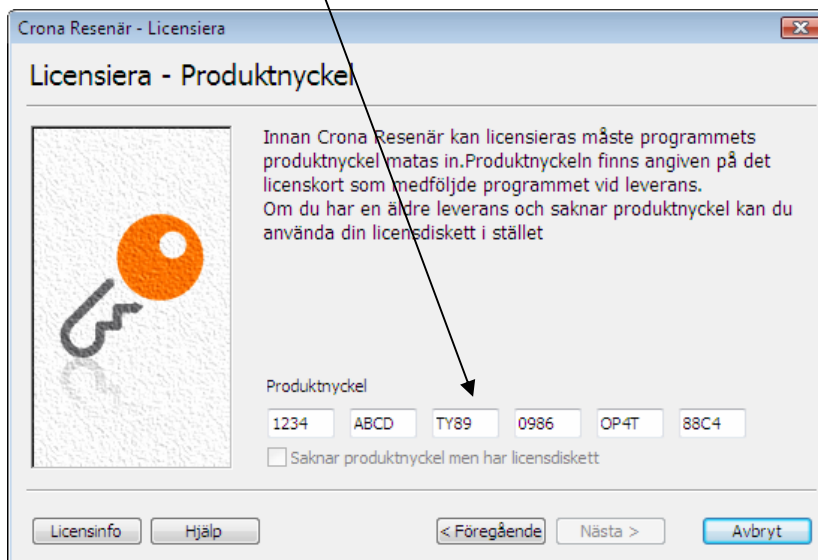 Crona Resenär - Licensiera
Licensiera - Produktnyckel
Innan Crona Resenär kan licensieras måste programmets
produktnyckel matas in.Produktnyckeln finns angiven på det
licenskort som medföljde programmet vid leverans.
Om du har en äldre leverans och saknar produktnyckel kan du
använda din licensdiskett i stället
Produktnyckel
1234 ABCD TY89 0986 OP4T 88C4
Saknar produktnyckel men har licensdiskett
Licensinfo Hjälp < Föregående Nästa > Avbryt